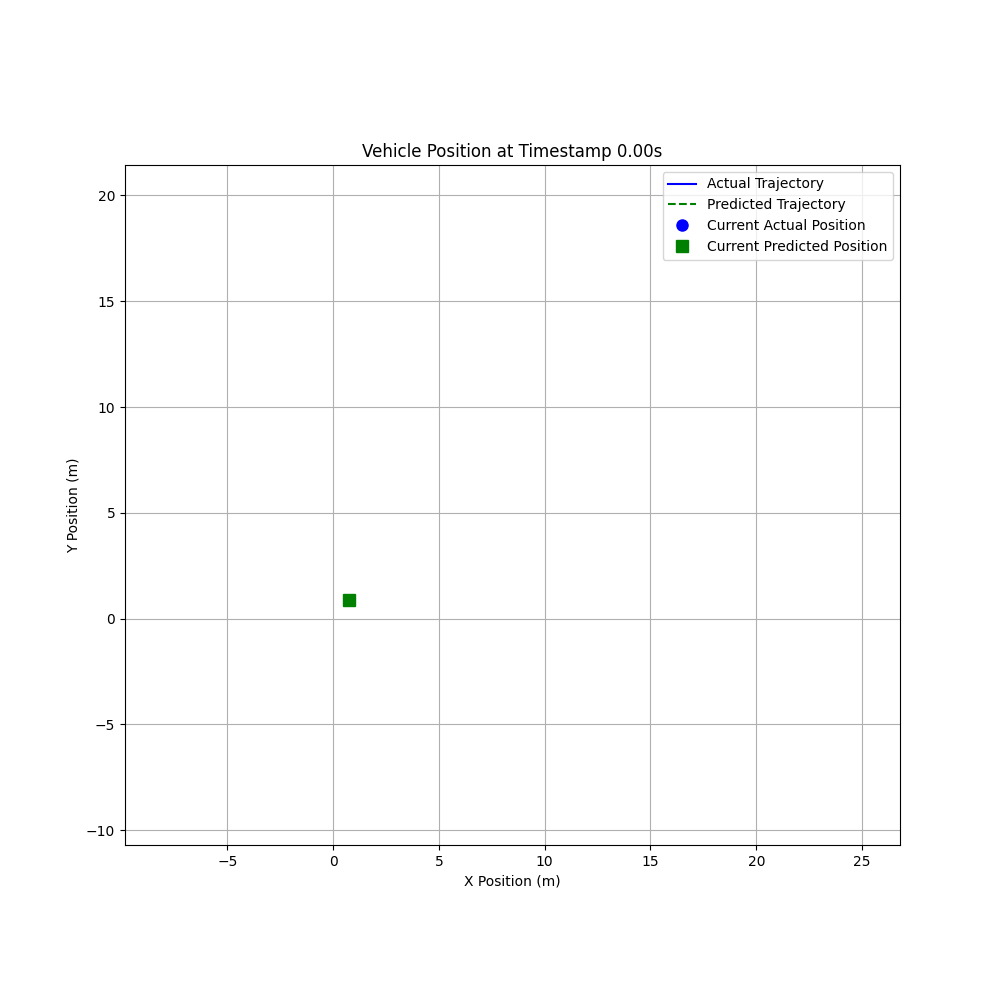 Vehicle Position at Timestamp 0.00s
Actual Trajectory
Predicted Trajectory
Current Actual Position
Current Predicted Position
20
15
10
5
0
−5
−10
Y Position (m)
−5 0 5 10 15 20 25
X Position (m)